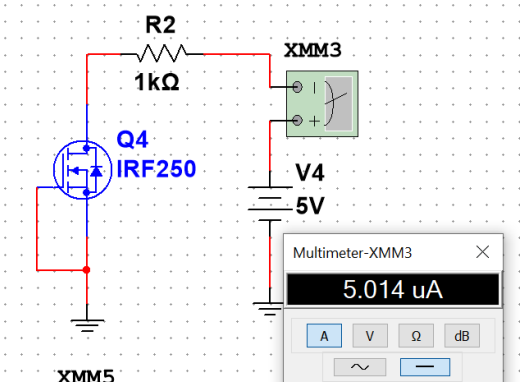 R2
XMM3
1kΩ
Q4
IRF250
V4
5V
Multimeter-XMM3
5.014 uA
A V Ω dB
XMM5